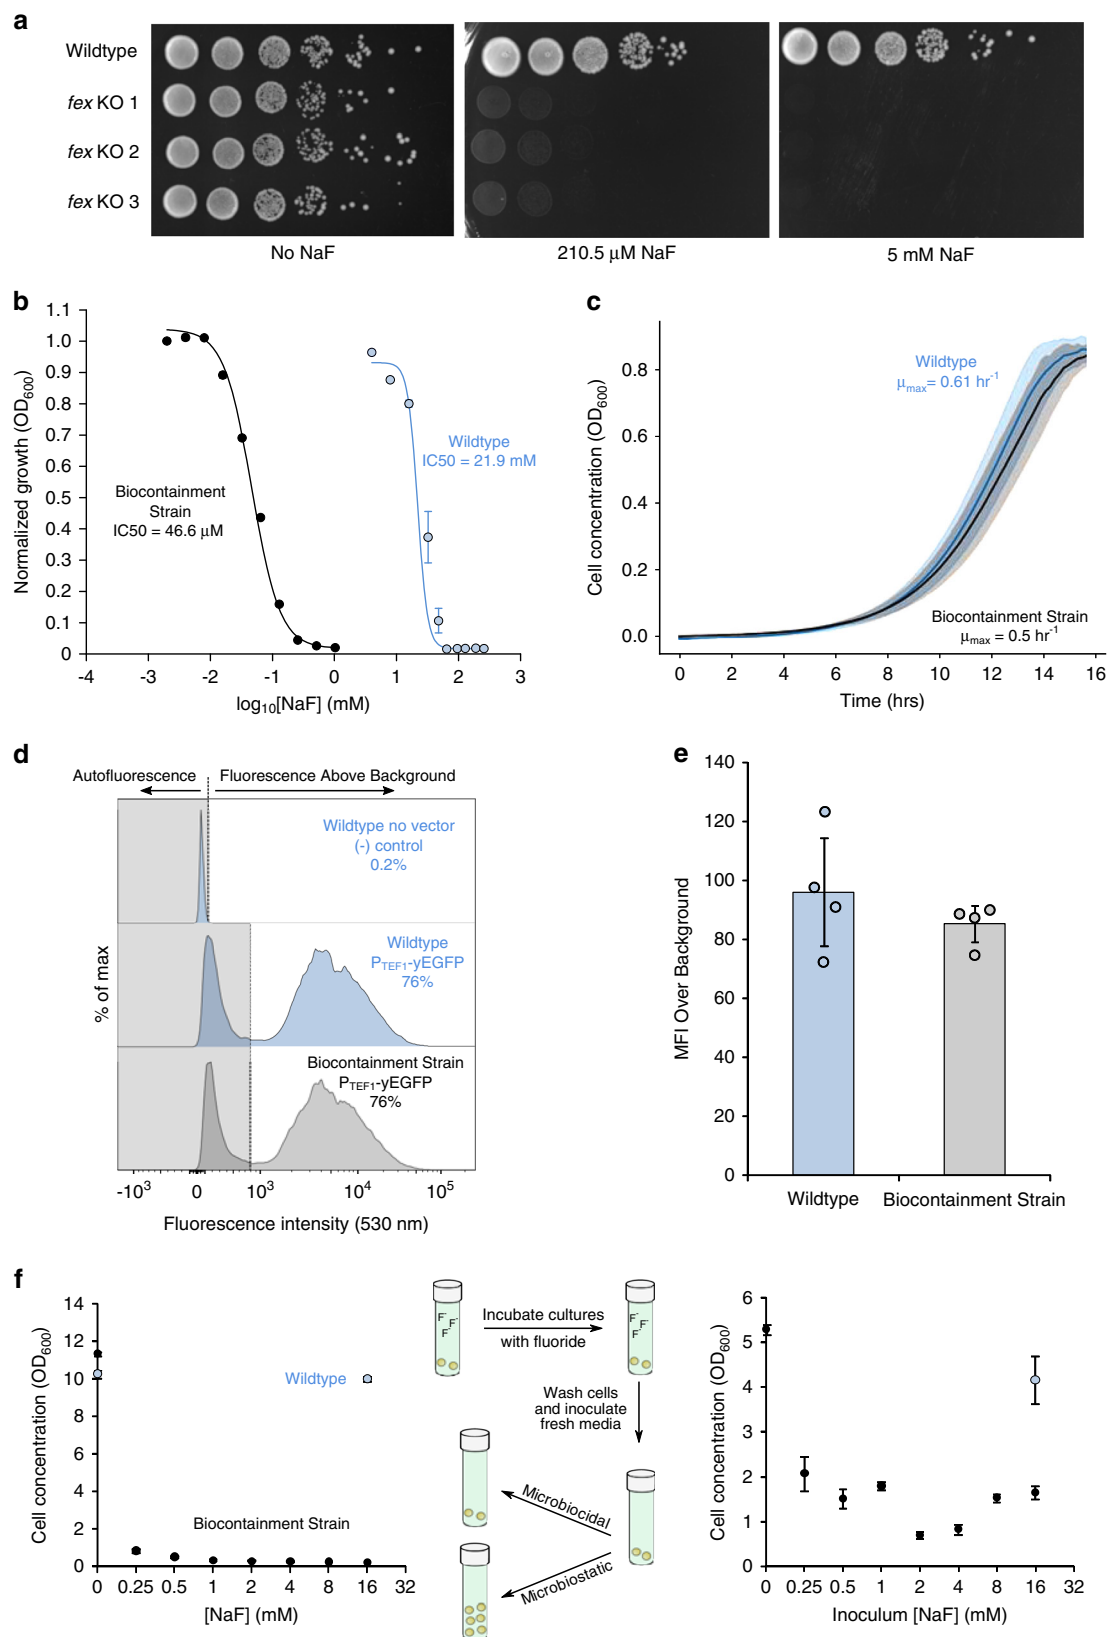 a
Wildtype
fex KO 1
fex KO 2
fex KO 3
No NaF
210.5 μM NaF
5 mM NaF
b
Normalized growth (OD600)
1.1
1.0
0.9
0.8
0.7
0.6
0.5
0.4
0.3
0.2
0.1
0
Biocontainment
Strain
IC50 = 46.6 μM
Wildtype
IC50 = 21.9 mM
-4 -3 -2 -1 0 1 2 3
log10[NaF] (mM)
c
Cell concentration (OD600)
0.8
0.6
0.4
0.2
0.0
Wildtype
μmax= 0.61 hr-1
Biocontainment Strain
μmax = 0.5 hr-1
0 2 4 6 8 10 12 14 16
Time (hrs)
d
Autofluorescence
Fluorescence Above Background
% of max
Wildtype no vector
(-) control
0.2%
Wildtype
PTEF1-yEGFP
76%
Biocontainment Strain
PTEF1-yEGFP
76%
-103 0 103 104 105
Fluorescence intensity (530 nm)
e
MFI Over Background
140
120
100
80
60
40
20
0
Wildtype
Biocontainment Strain
f
Cell concentration (OD600)
14
12
10
8
6
4
2
0
Wildtype
Biocontainment Strain
0 0.25 0.5 1 2 4 8 16 32
[NaF] (mM)
F- F- F-
Incubate cultures
with fluoride
F- F- F-
Wash cells
and inoculate
fresh media
Microbiocidal
Microbiostatic
Cell concentration (OD600)
6
5
4
3
2
1
0
0 0.25 0.5 1 2 4 8 16 32
Inoculum [NaF] (mM)